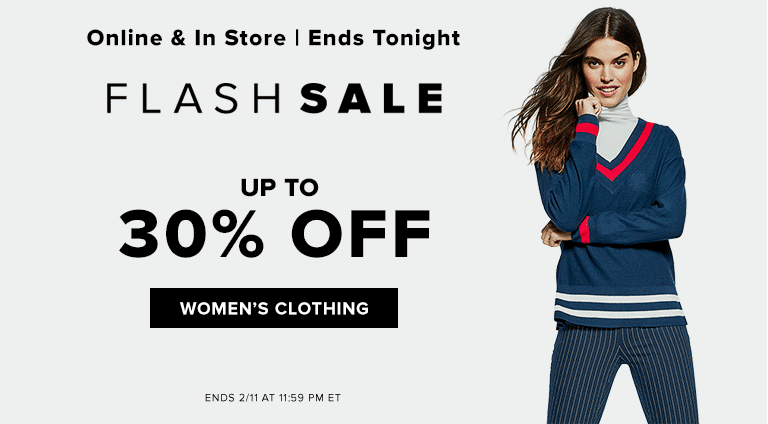 Online & In Store | Ends Tonight
FLASH SALE
UP TO
30% OFF
WOMEN’S CLOTHING
ENDS 2/11 AT 11:59 PM ET